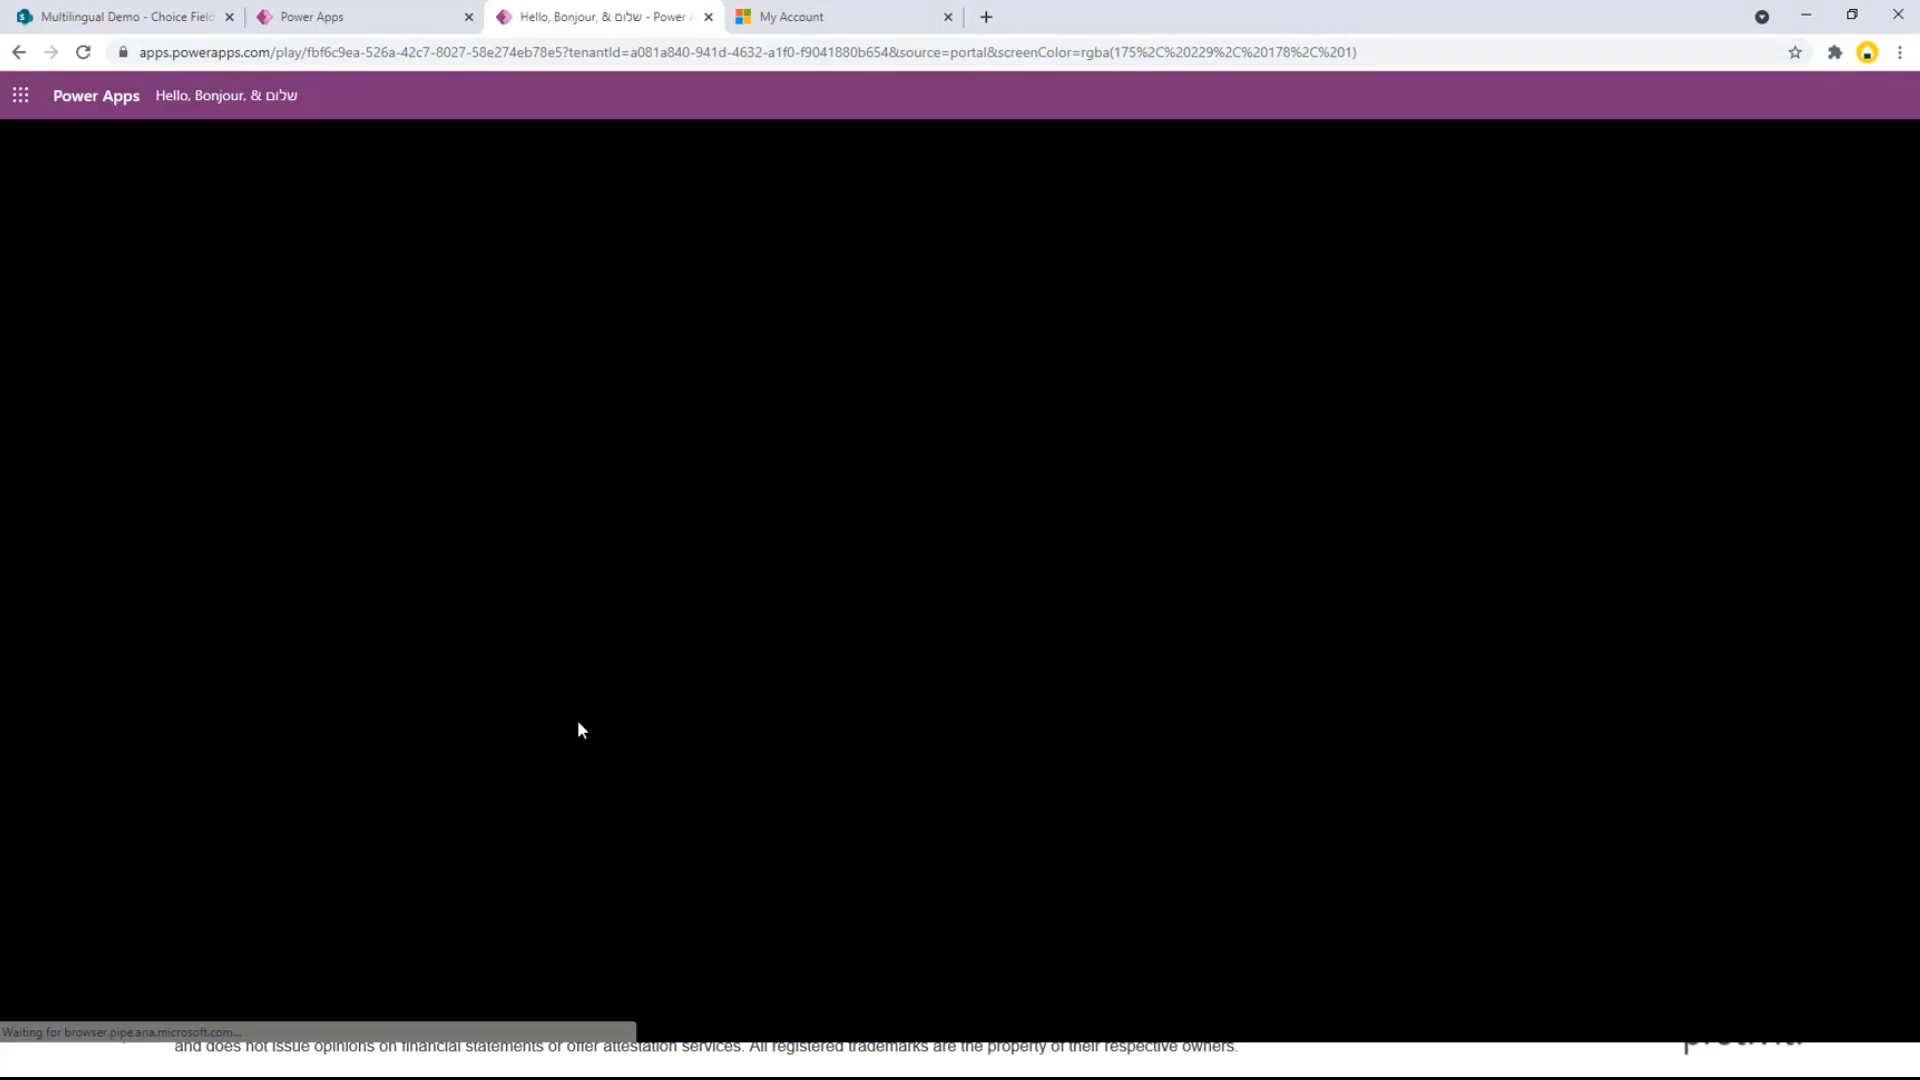 Multilingual Demo - Choice Field
Power Apps
Hello, Bonjour, & שלום - Power A
My Account
apps.powerapps.com/play/fbf6c9ea-526a-42c7-8027-58e274eb78e5?tenantId=a081a840-941d-4632-a1f0-f9041880b654&source=portal&screenColor=rgba(175%2C%20229%2C%20178%2C%201)
Power Apps Hello, Bonjour, & שלום
Waiting for browser.pipe.aria.microsoft.com...
and does not issue opinions on financial statements or offer attestation services. All registered trademarks are the property of their respective owners.